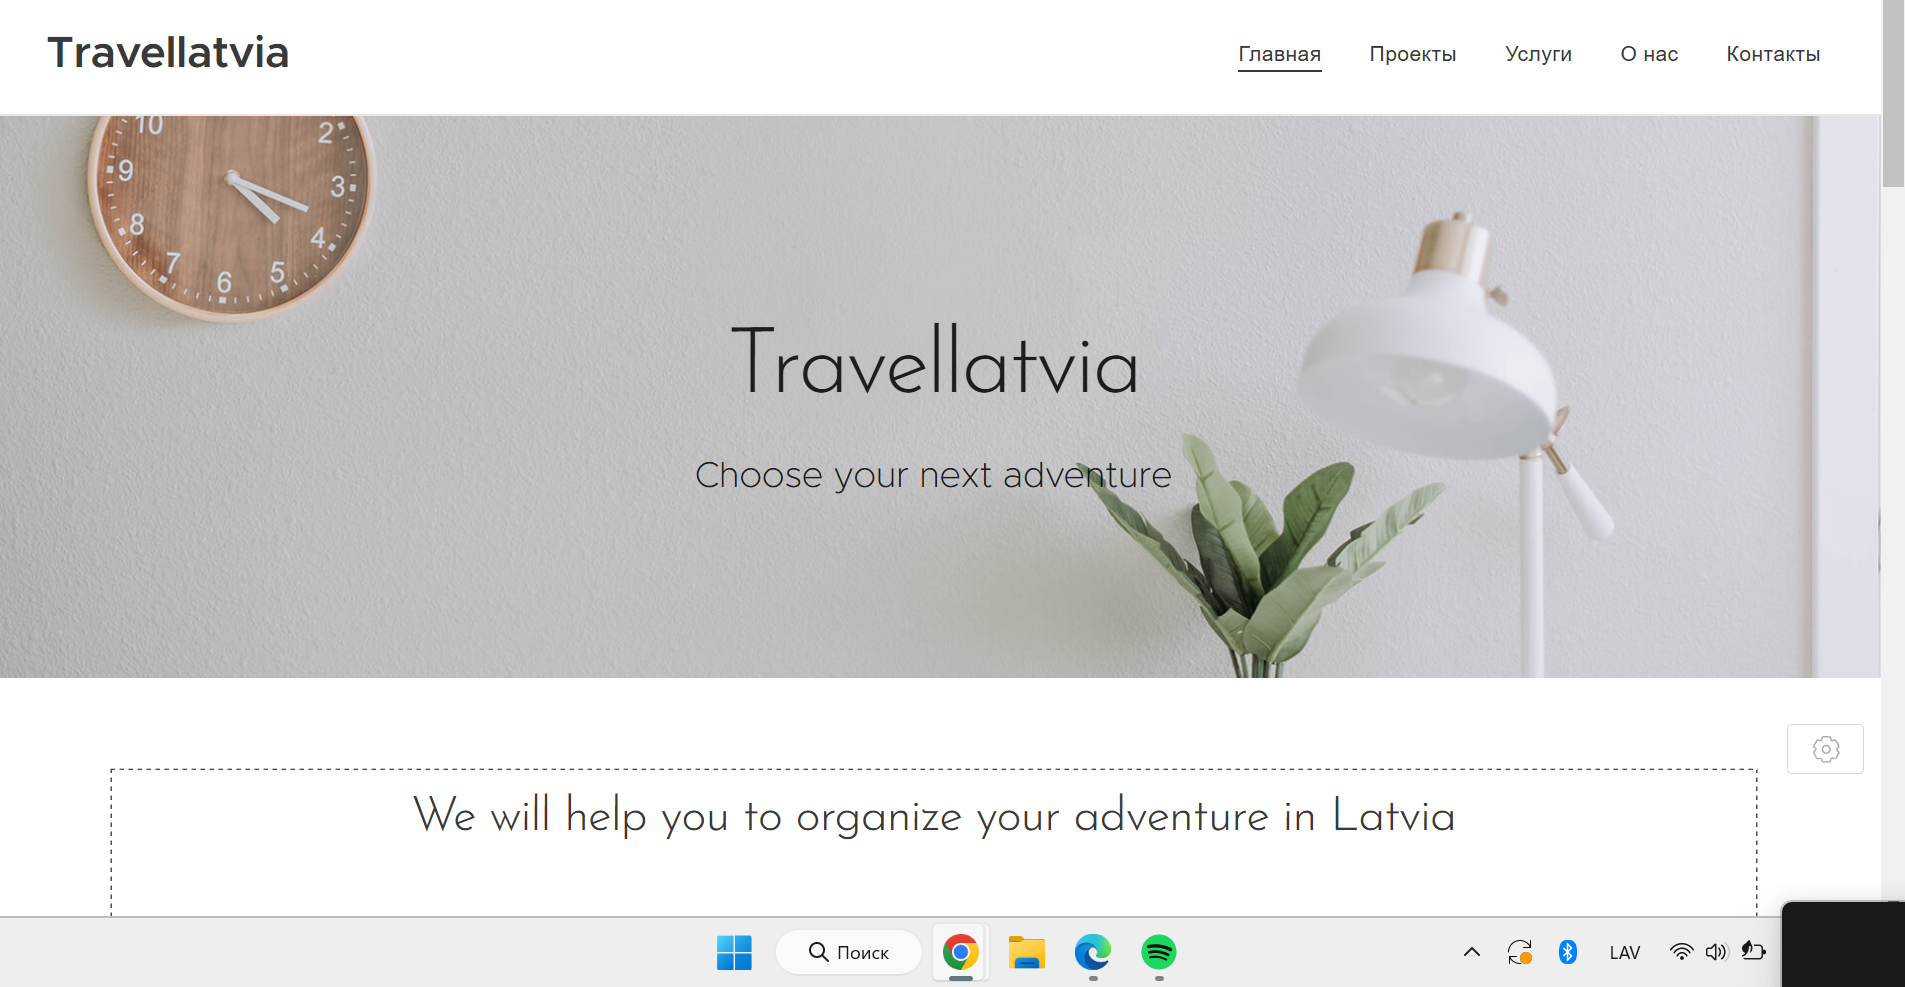 Travellatvia
Главная Проекты Услуги О нас Контакты
10 2
9 3
8 4
7 6 5
Travellatvia
Choose your next adventure
We will help you to organize your adventure in Latvia
Поиск
LAV